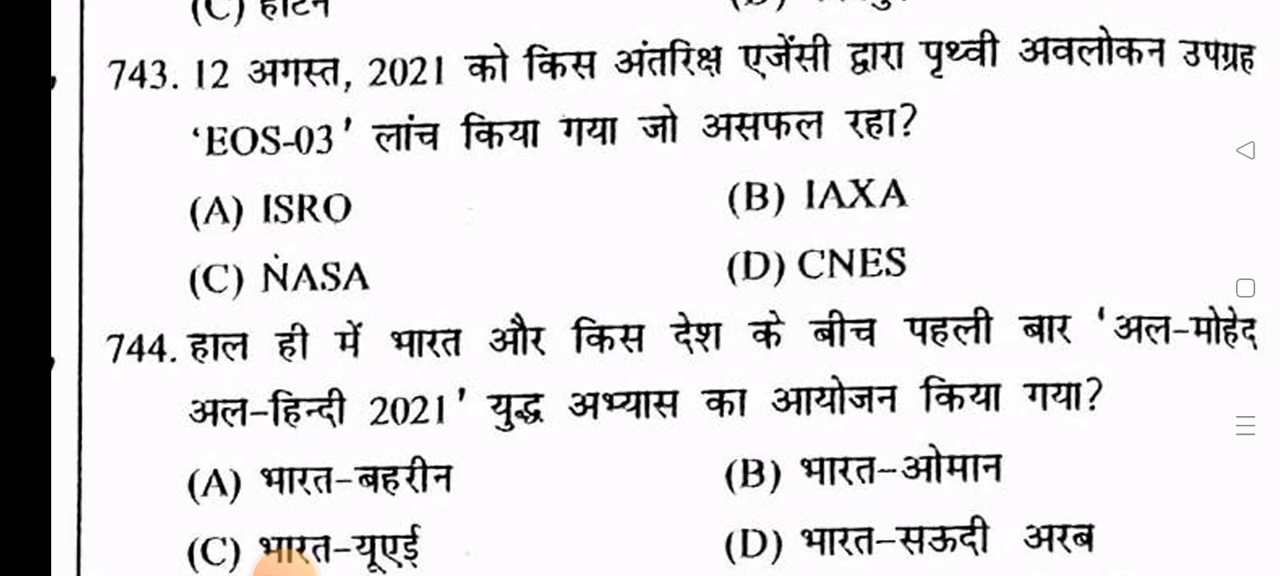 743. 12 अगस्त, 2021 को किस अंतरिक्ष एजेंसी द्वारा पृथ्वी अवलोकन उपग्रह
'EOS-03' लांच किया गया जो असफल रहा?
(A) ISRO (B) IAXA
(C) NASA (D) CNES
744. हाल ही में भारत और किस देश के बीच पहली बार 'अल-मोहेद
अल-हिन्दी 2021' युद्ध अभ्यास का आयोजन किया गया?
(A) भारत-बहरीन (B) भारत-ओमान
(C) भारत-यूएई (D) भारत-सऊदी अरब